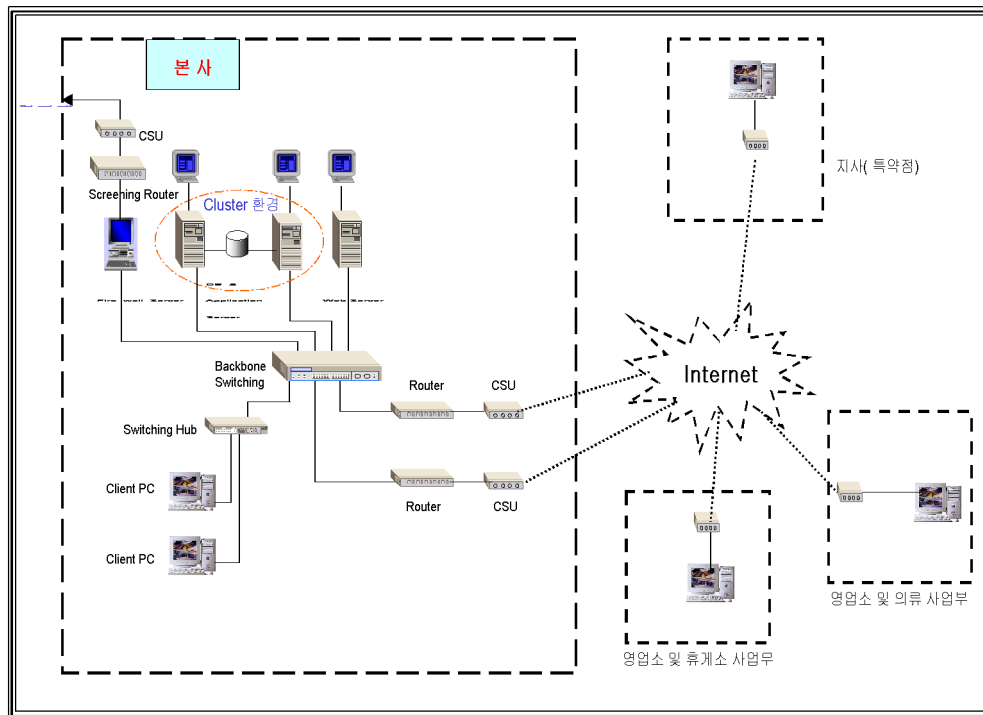 본 사
CSU
Screening Router
Cluster 환경
Application
Backbone
Switching
Router
CSU
Switching Hub
Client PC
Router
CSU
Client PC
Internet
지사( 특약점)
영업소 및 의류 사업부
영업소 및 휴게소 사업무